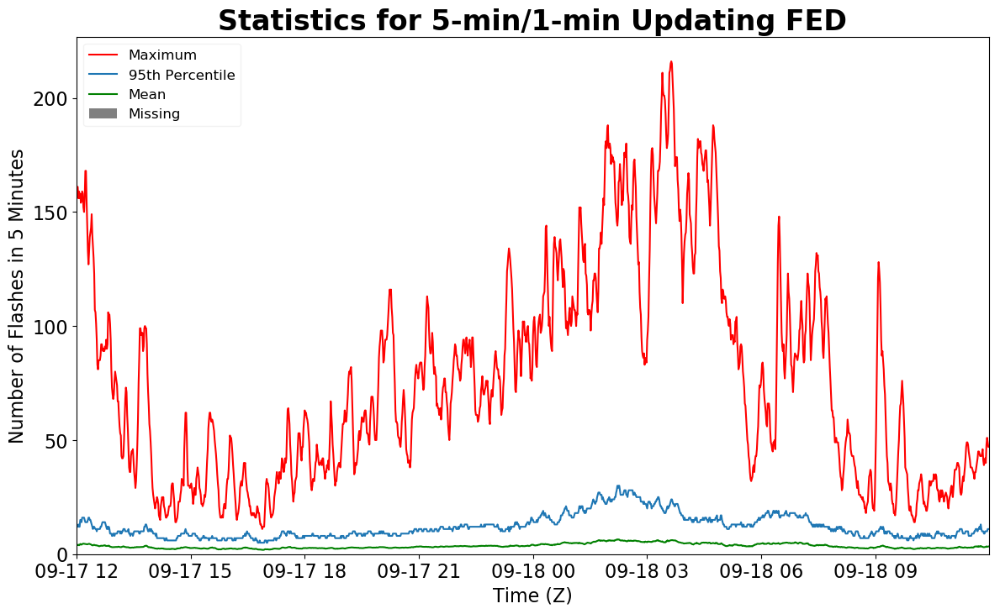 Statistics for 5-min/1-min Updating FED
Maximum
95th Percentile
Mean
Missing
Number of Flashes in 5 Minutes
200
150
100
50
0
09-17 12 09-17 15 09-17 18 09-17 21 09-18 00 09-18 03 09-18 06 09-18 09
Time (Z)